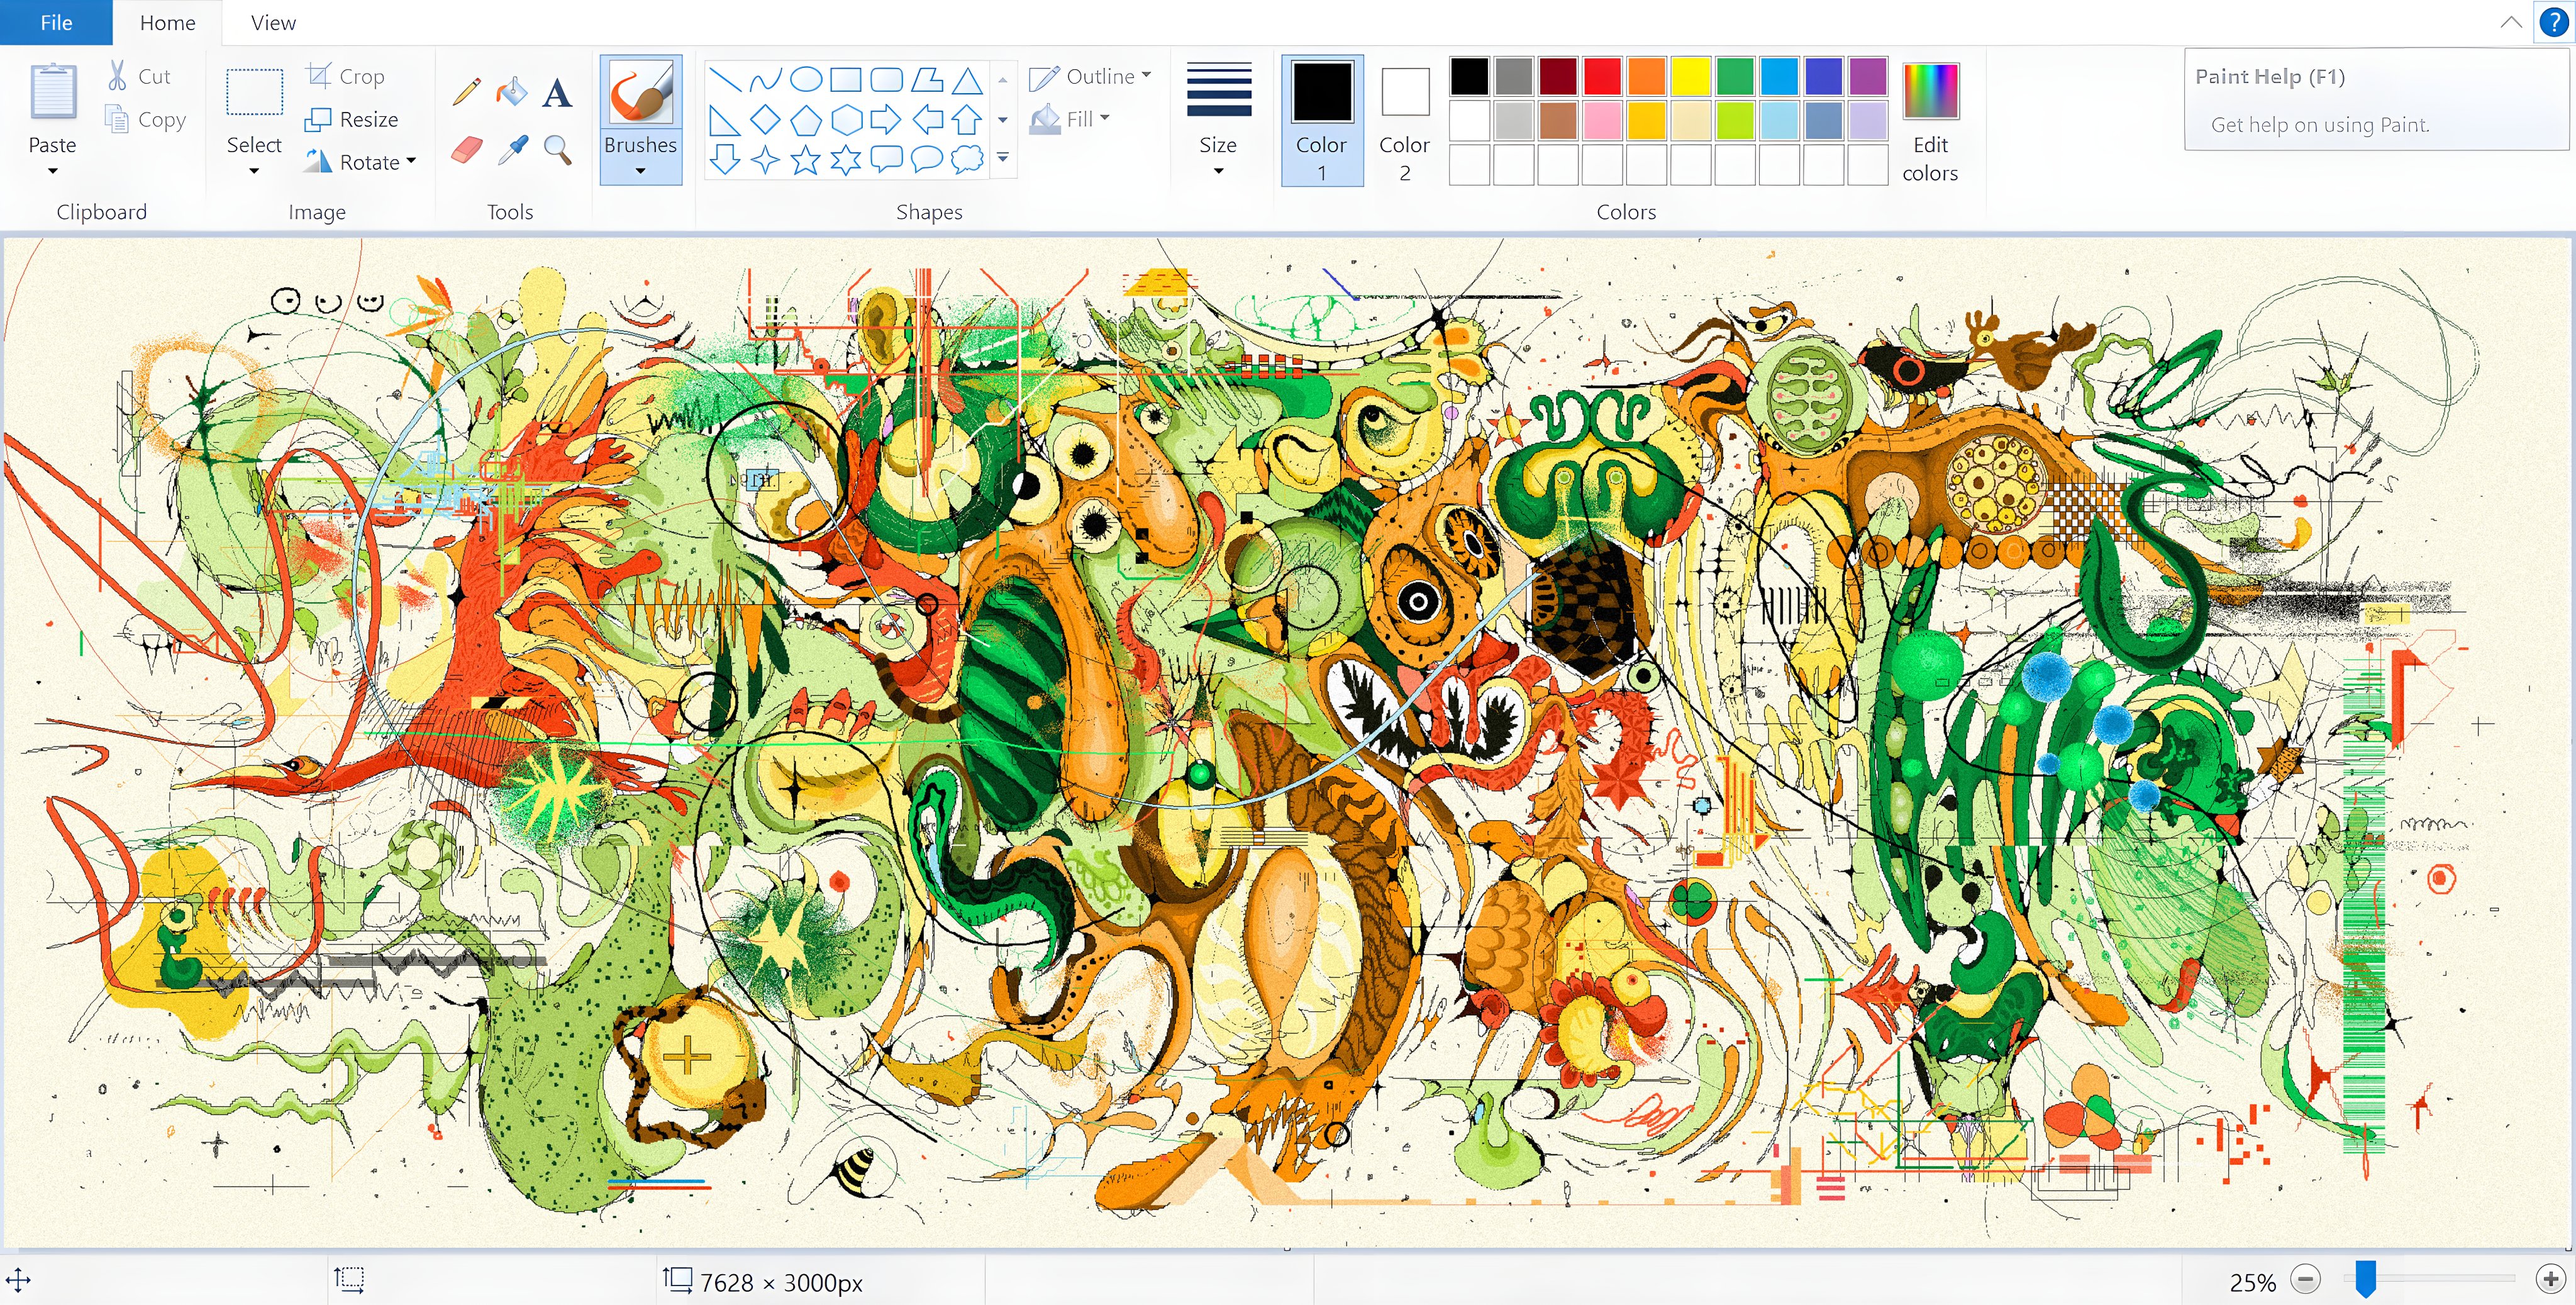 File Home View
Paste
Cut
Copy
Clipboard
Select
Crop
Resize
Rotate
Image
A
Tools
Brushes
Shapes
Outline
Fill
Size
Color
1
Color
2
Colors
Edit
colors
?
Paint Help (F1)
Get help on using Paint.
7628 × 3000px
25%